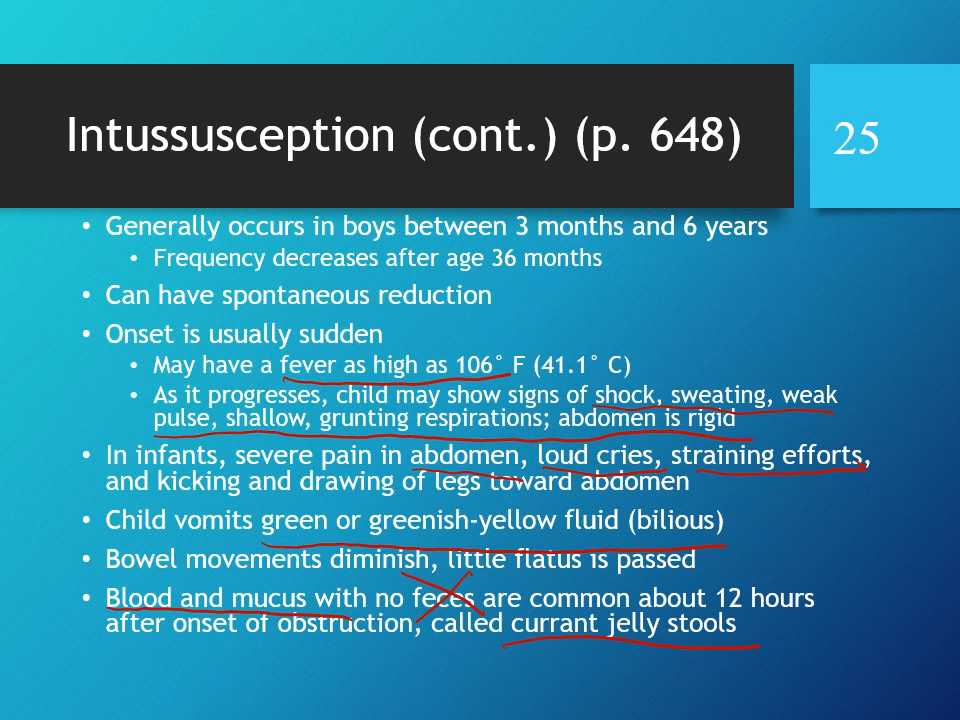 Intussusception (cont.) (p. 648)
25
• Generally occurs in boys between 3 months and 6 years
• Frequency decreases after age 36 months
• Can have spontaneous reduction
• Onset is usually sudden
• May have a fever as high as 106° F (41.1° C)
• As it progresses, child may show signs of shock, sweating, weak
pulse, shallow, grunting respirations; abdomen is rigid
• In infants, severe pain in abdomen, loud cries, straining efforts,
and kicking and drawing of legs toward abdomen
• Child vomits green or greenish-yellow fluid (bilious)
• Bowel movements diminish, little flatus is passed
• Blood and mucus with no feces are common about 12 hours
after onset of obstruction, called currant jelly stools